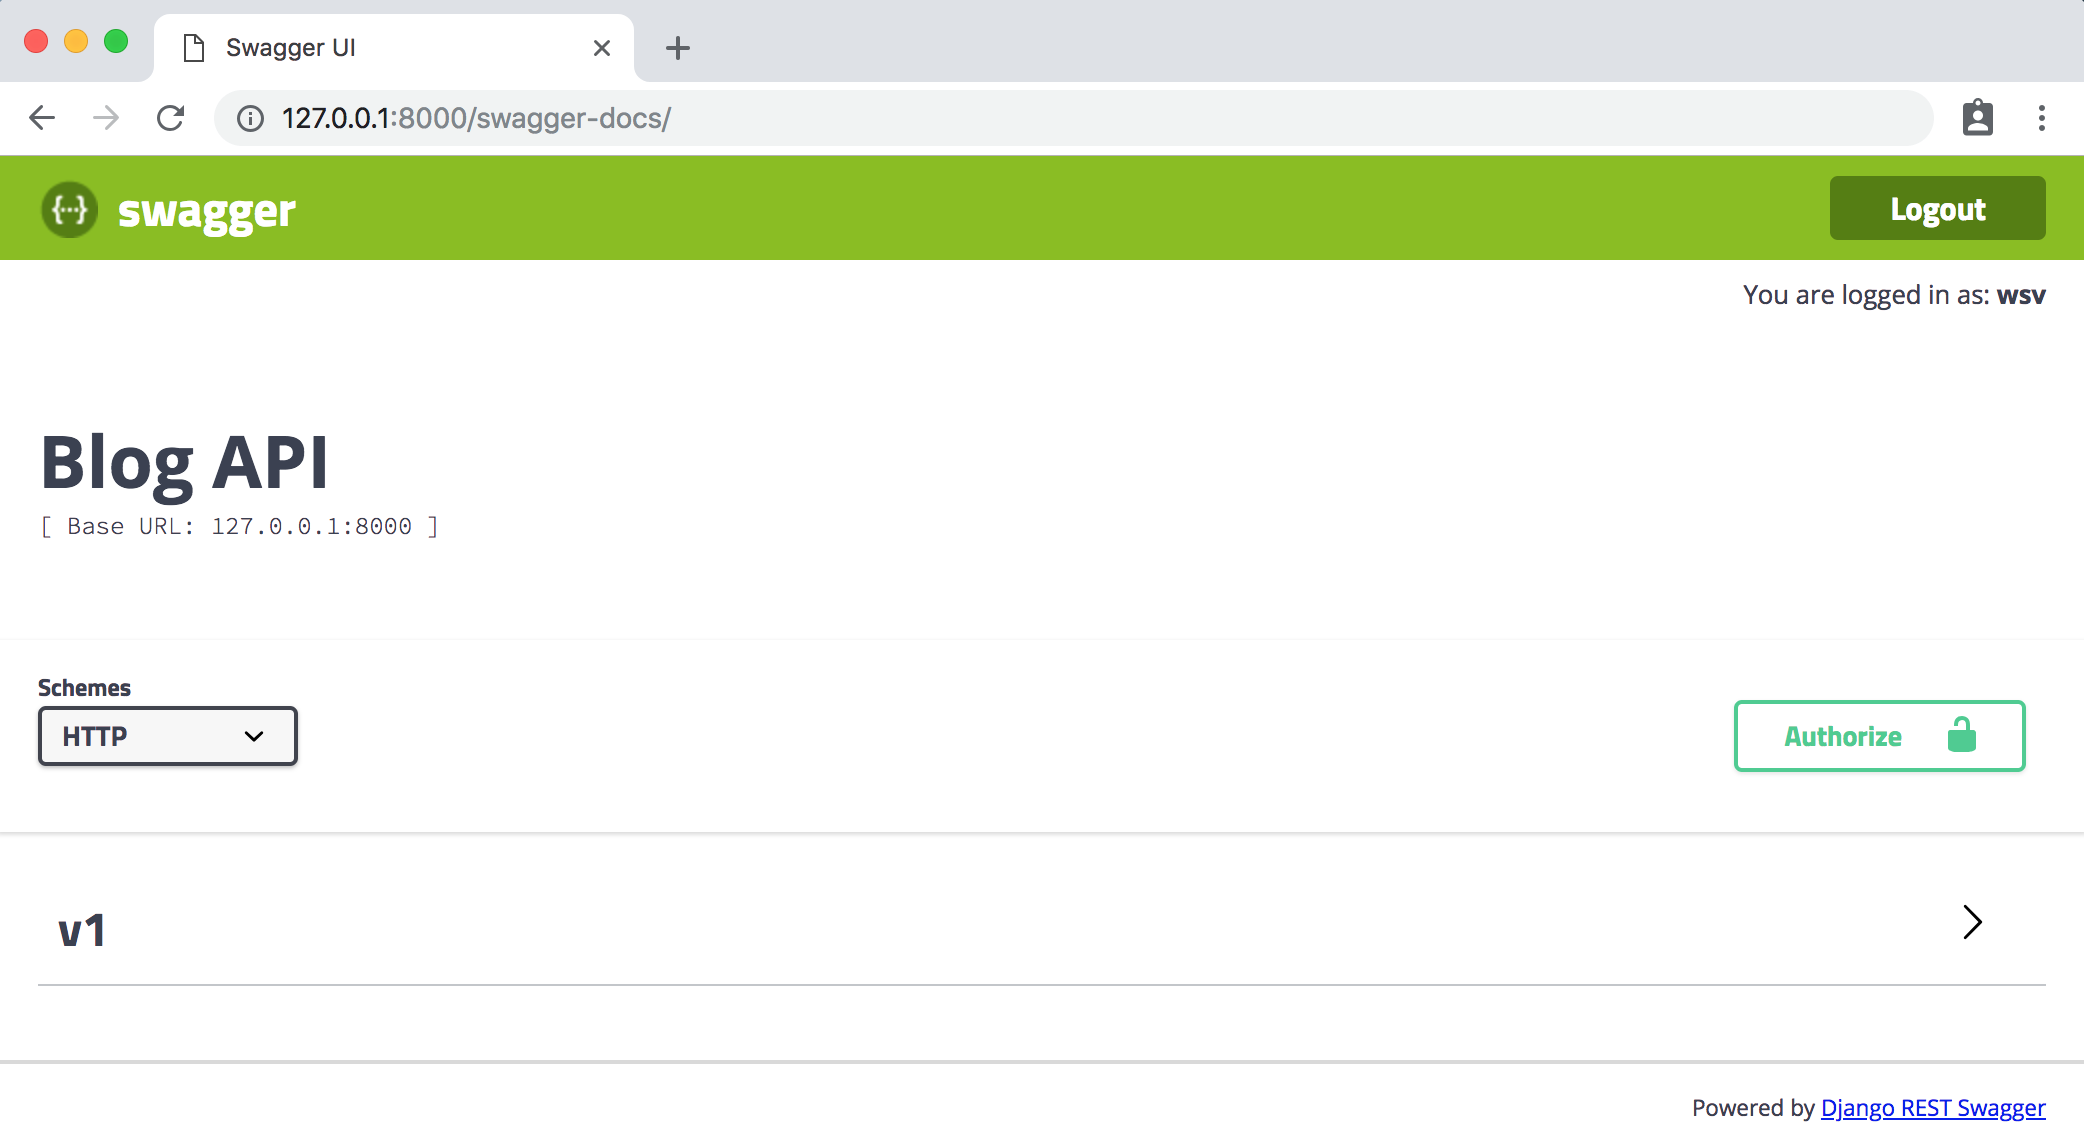 Swagger UI
127.0.0.1:8000/swagger-docs/
{···} swagger
Logout
You are logged in as: wsv
Blog API
[ Base URL: 127.0.0.1:8000 ]
Schemes
HTTP
Authorize
v1
Powered by Django REST Swagger